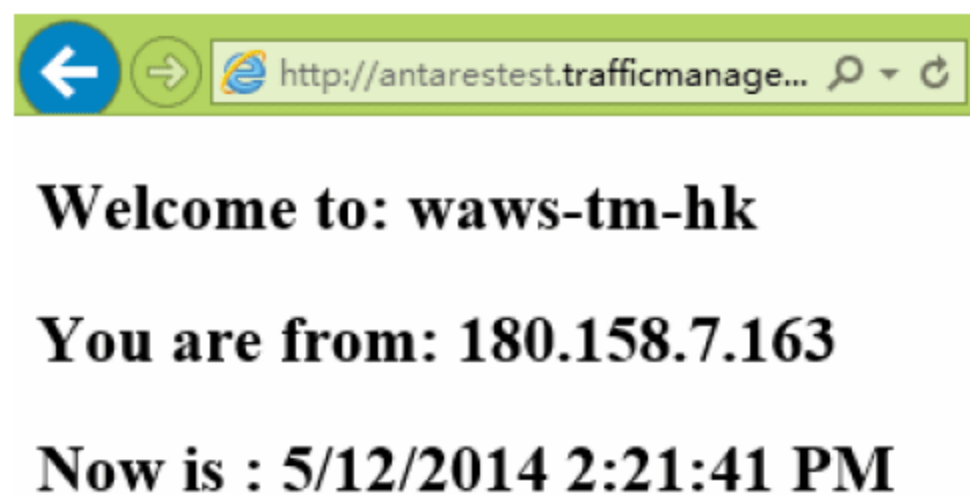 http://antarestest.trafficmanage...
Welcome to: waws-tm-hk
You are from: 180.158.7.163
Now is : 5/12/2014 2:21:41 PM